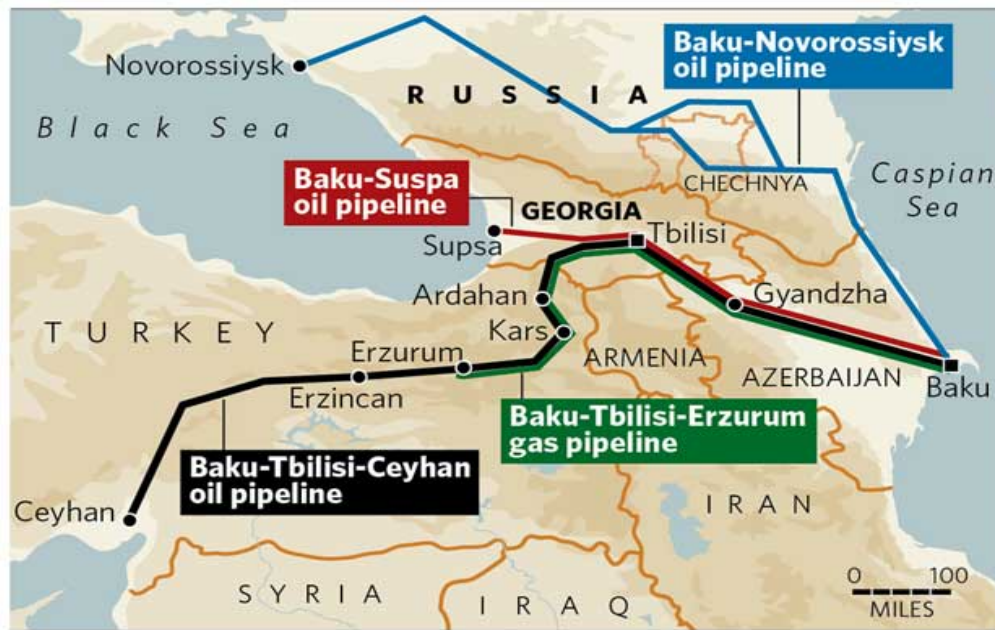 Baku-Novorossiysk
oil pipeline
Novorossiysk
RUSSIA
Black Sea
Baku-Suspa
oil pipeline
CHECHNYA
Caspian
Sea
GEORGIA
Supsa
Tbilisi
Ardahan
Gyandzha
TURKEY
Kars
Erzurum
ARMENIA
Erzincan
AZERBAIJAN
Baku
Baku-Tbilisi-Erzurum
gas pipeline
Baku-Tbilisi-Ceyhan
oil pipeline
Ceyhan
IRAN
SYRIA
IRAQ
0 100
MILES